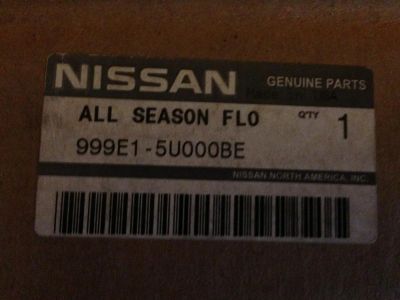 NISSAN GENUINE PARTS
ALL SEASON FLO QTY 1
999E1-5U000BE
NISSAN NORTH AMERICA, INC.